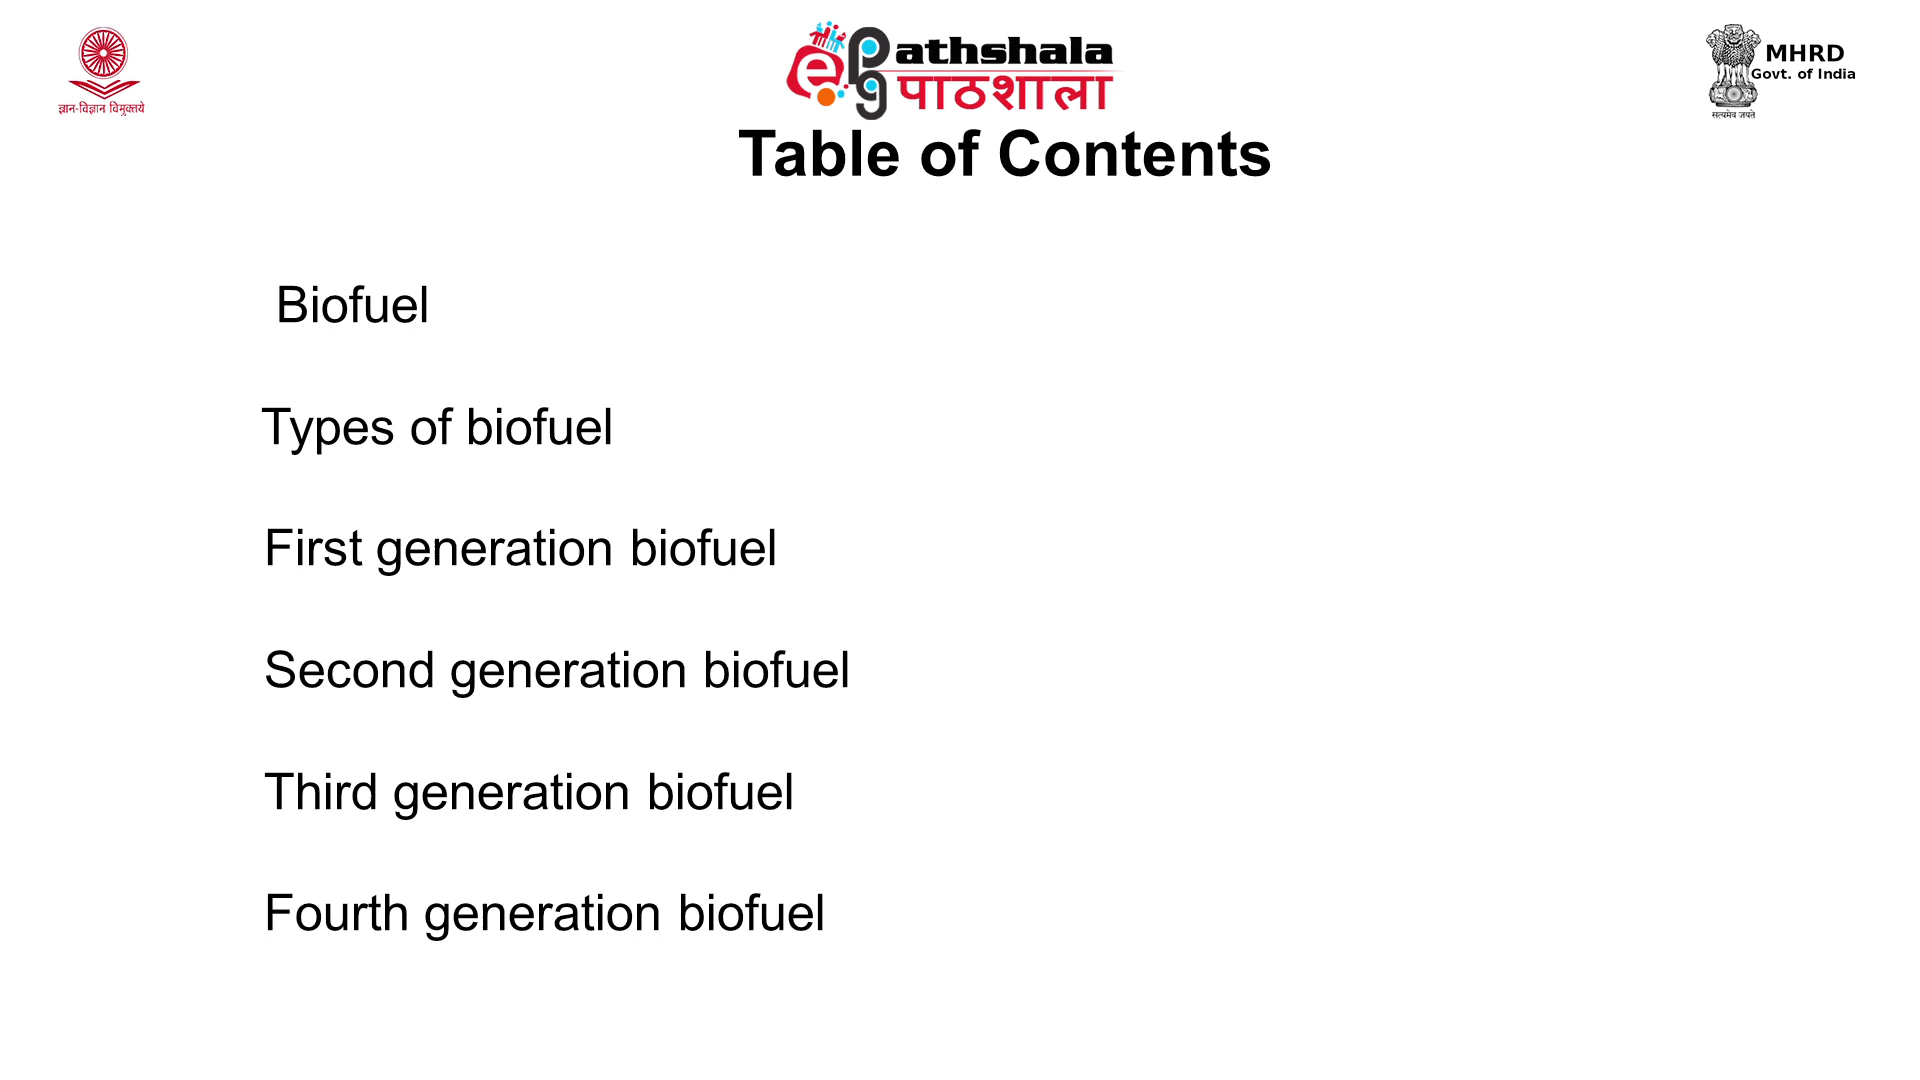 ज्ञान-विज्ञान विमुक्तये
athshala
पाठशाला
MHRD
Govt. of India
सत्यमेव जयते
Table of Contents
Biofuel
Types of biofuel
First generation biofuel
Second generation biofuel
Third generation biofuel
Fourth generation biofuel